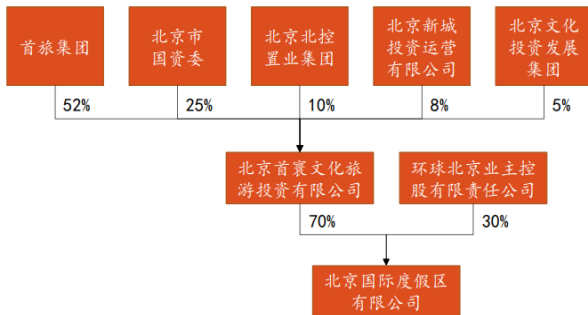 首旅集团
北京市
国资委
北京北控
置业集团
北京新城
投资运营
有限公司
北京文化
投资发展
集团
52%
25%
10%
8%
5%
北京首寰文化旅
游投资有限公司
环球北京业主控
股有限责任公司
70%
30%
北京国际度假区
有限公司